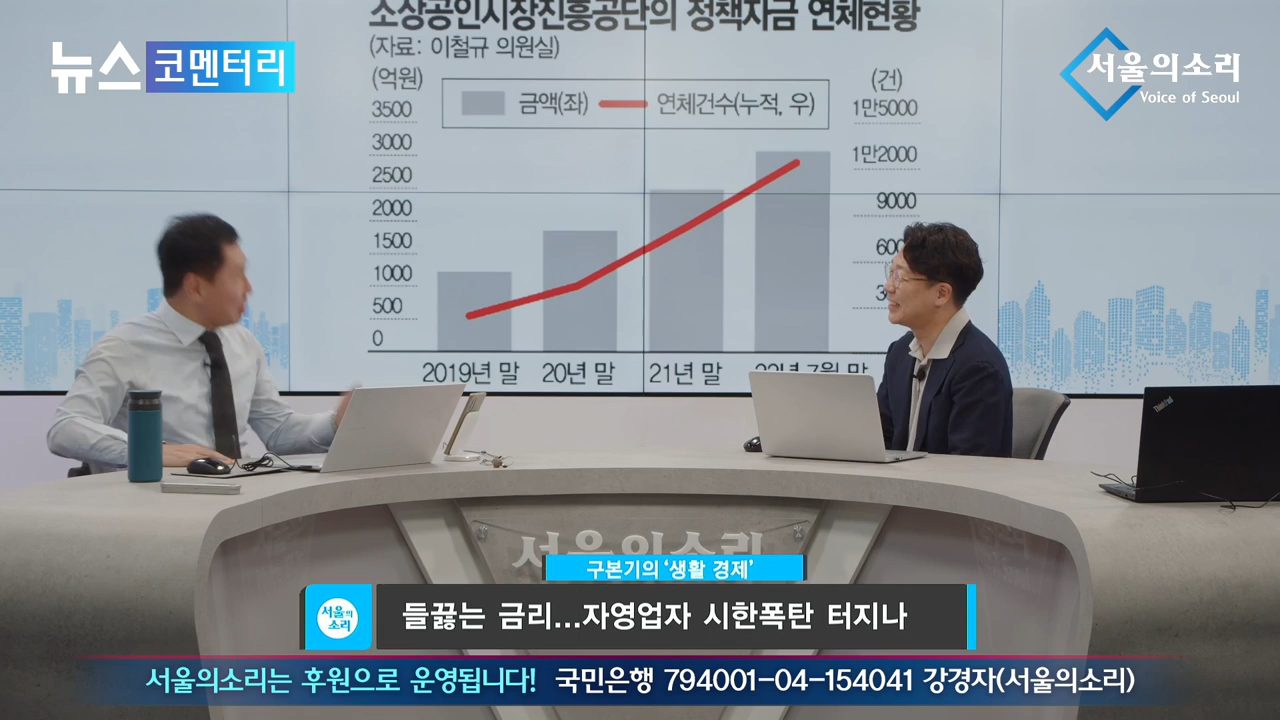 소상공인시장진흥공단의 정책자금 연체현황
(자료: 이철규 의원실)
뉴스 코멘터리
서울의소리
Voice of Seoul
(억원)
(건)
금액(좌) 연체건수(누적, 우)
3500
3000
2500
2000
1500
1000
500
0
1만5000
1만2000
9000
2019년 말 20년 말 21년 말 22년 7월 말
ThinkPad
서울의소리
구본기의 '생활 경제'
서울의
소리
들끓는 금리...자영업자 시한폭탄 터지나
서울의소리는 후원으로 운영됩니다! 국민은행 794001-04-154041 강경자(서울의소리)